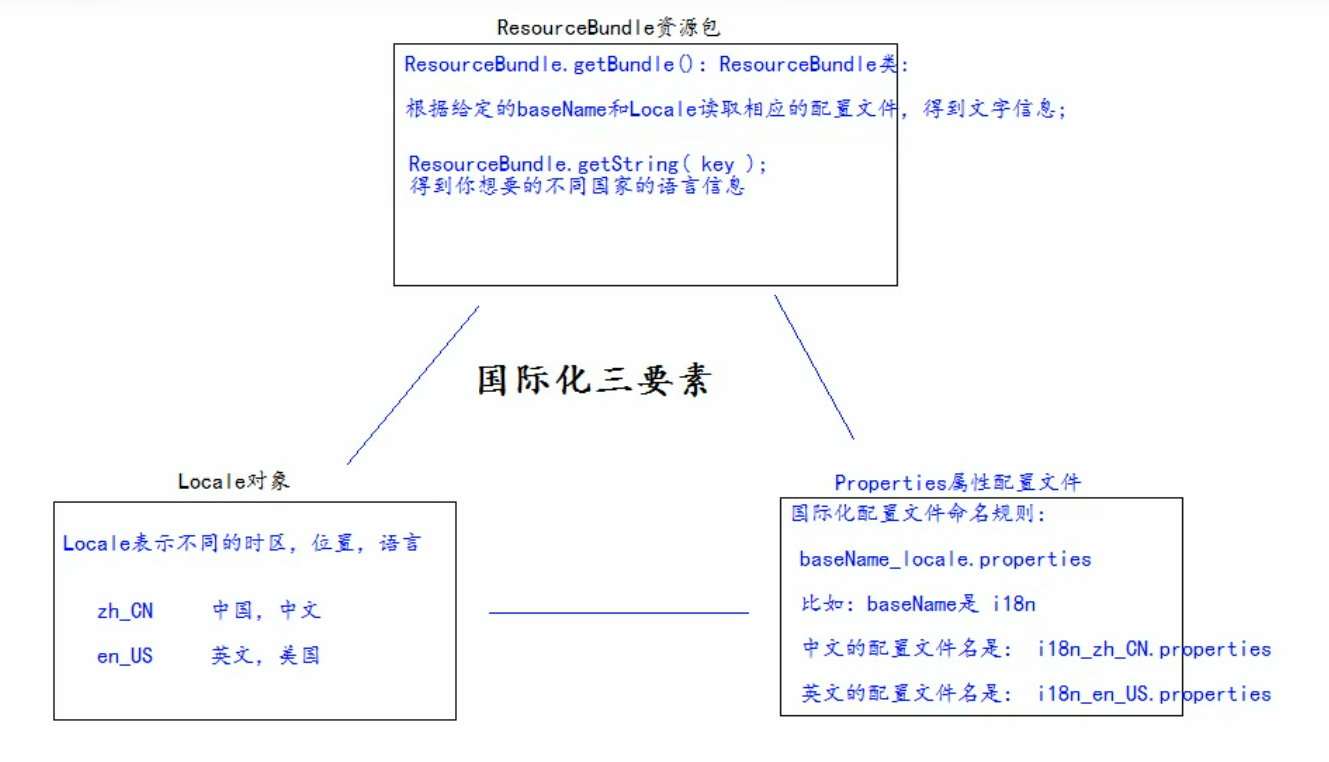 ResourceBundle资源包
ResourceBundle.getBundle(): ResourceBundle类:
根据给定的baseName和Locale读取相应的配置文件，得到文字信息;
ResourceBundle.getString( key );
得到你想要的不同国家的语言信息
国际化三要素
Locale对象
Locale表示不同的时区，位置，语言
zh_CN 中国，中文
en_US 英文，美国
Properties属性配置文件
国际化配置文件命名规则:
baseName_locale.properties
比如: baseName是 i18n
中文的配置文件名是: i18n_zh_CN.properties
英文的配置文件名是: i18n_en_US.properties